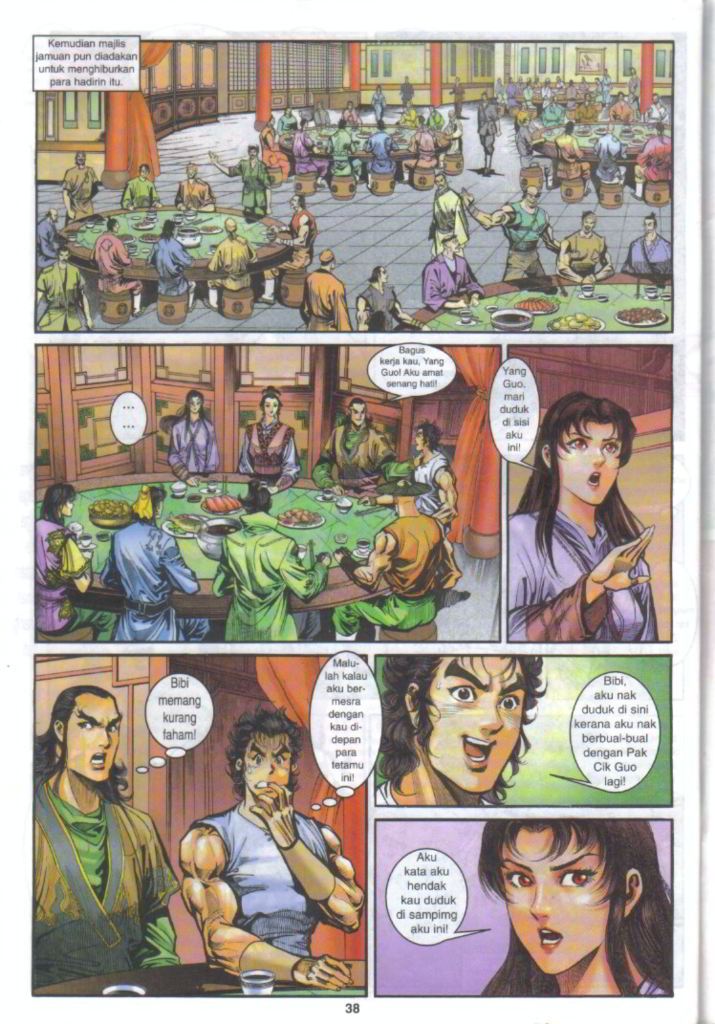 Kemudian majlis
jamuan pun diadakan
untuk menghiburkan
para hadirin itu.
Bagus
kerja kau, Yang
Guo! Aku amat
senang hati!
...
...
Yang
Guo,
mari
duduk
di sisi
aku
ini!
Bibi
memang
kurang
faham!
Malu-
lah kalau
aku ber-
mesra
dengan
kau di-
depan
para
tetamu
ini!
Bibi,
aku nak
duduk di sini
kerana aku nak
berbual-bual
dengan Pak
Cik Guo
lagi!
Aku
kata aku
hendak
kau duduk
di sampimg
aku ini!
38